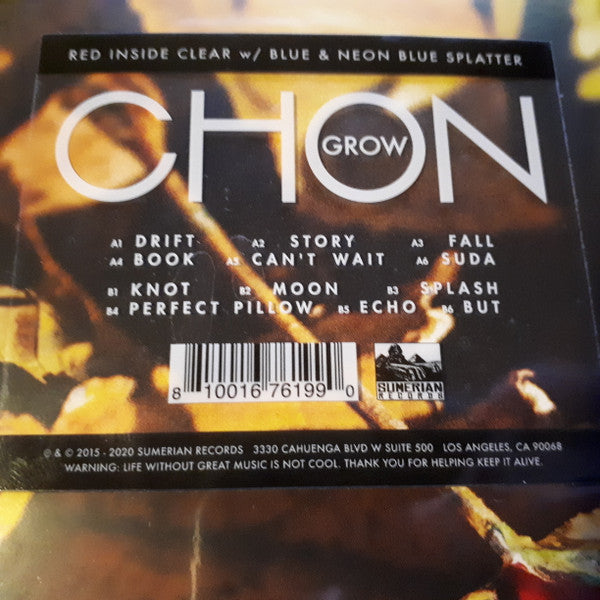 RED INSIDE CLEAR w/ BLUE & NEON BLUE SPLATTER
CHON
GROW
A1 DRIFT A2 STORY A3 FALL
A4 BOOK A5 CAN'T WAIT A6 SUDA
B1 KNOT B2 MOON B3 SPLASH
B4 PERFECT PILLOW B5 ECHO B6 BUT
8 10016 76199 0
SUMERIAN
RECORDS
℗ & © 2015 - 2020 SUMERIAN RECORDS 3330 CAHUENGA BLVD W SUITE 500 LOS ANGELES, CA 90068
WARNING: LIFE WITHOUT GREAT MUSIC IS NOT COOL. THANK YOU FOR HELPING KEEP IT ALIVE.